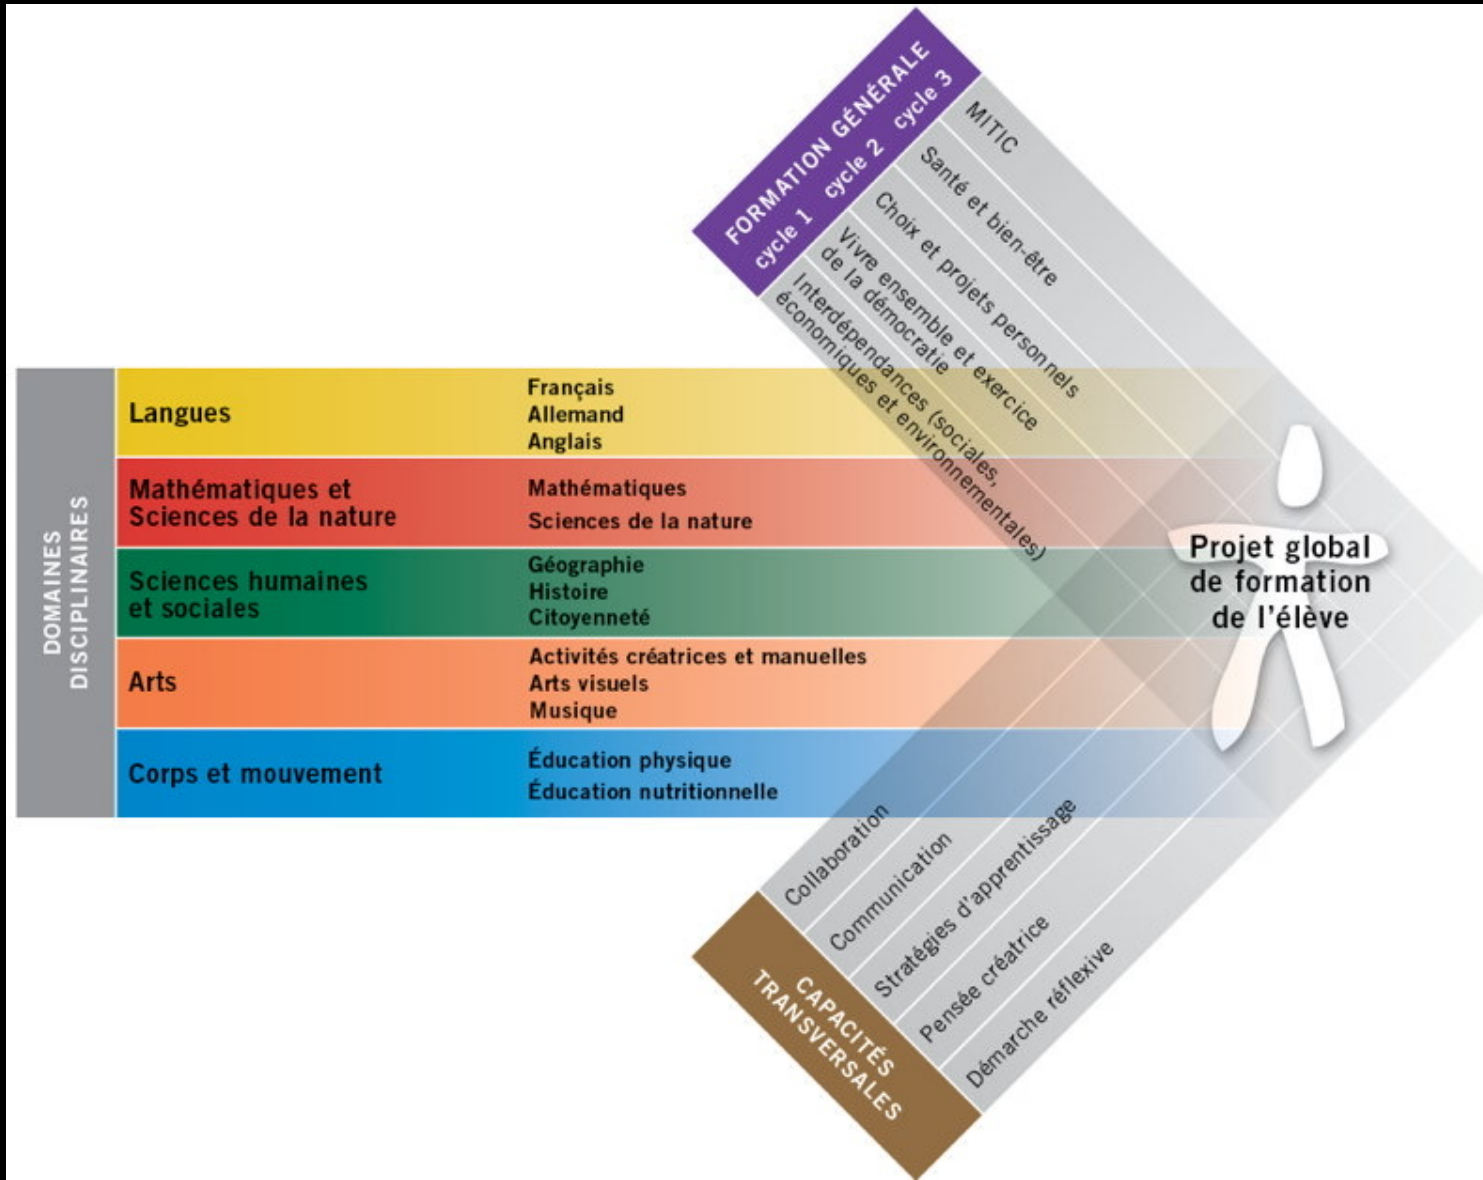 FORMATION GÉNÉRALE
cycle 1 cycle 2 cycle 3
MITIC
Santé et bien-être
Choix et projets personnels
Vivre ensemble et exercice
de la démocratie
Interdépendances (sociales,
économiques et environnementales)
DOMAINES
DISCIPLINAIRES
Langues
Français
Allemand
Anglais
Mathématiques et
Sciences de la nature
Mathématiques
Sciences de la nature
Sciences humaines
et sociales
Géographie
Histoire
Citoyenneté
Arts
Activités créatrices et manuelles
Arts visuels
Musique
Corps et mouvement
Éducation physique
Éducation nutritionnelle
Projet global
de formation
de l'élève
Collaboration
Communication
Stratégies d'apprentissage
Pensée créatrice
Démarche réflexive
CAPACITÉS
TRANSVERSALES